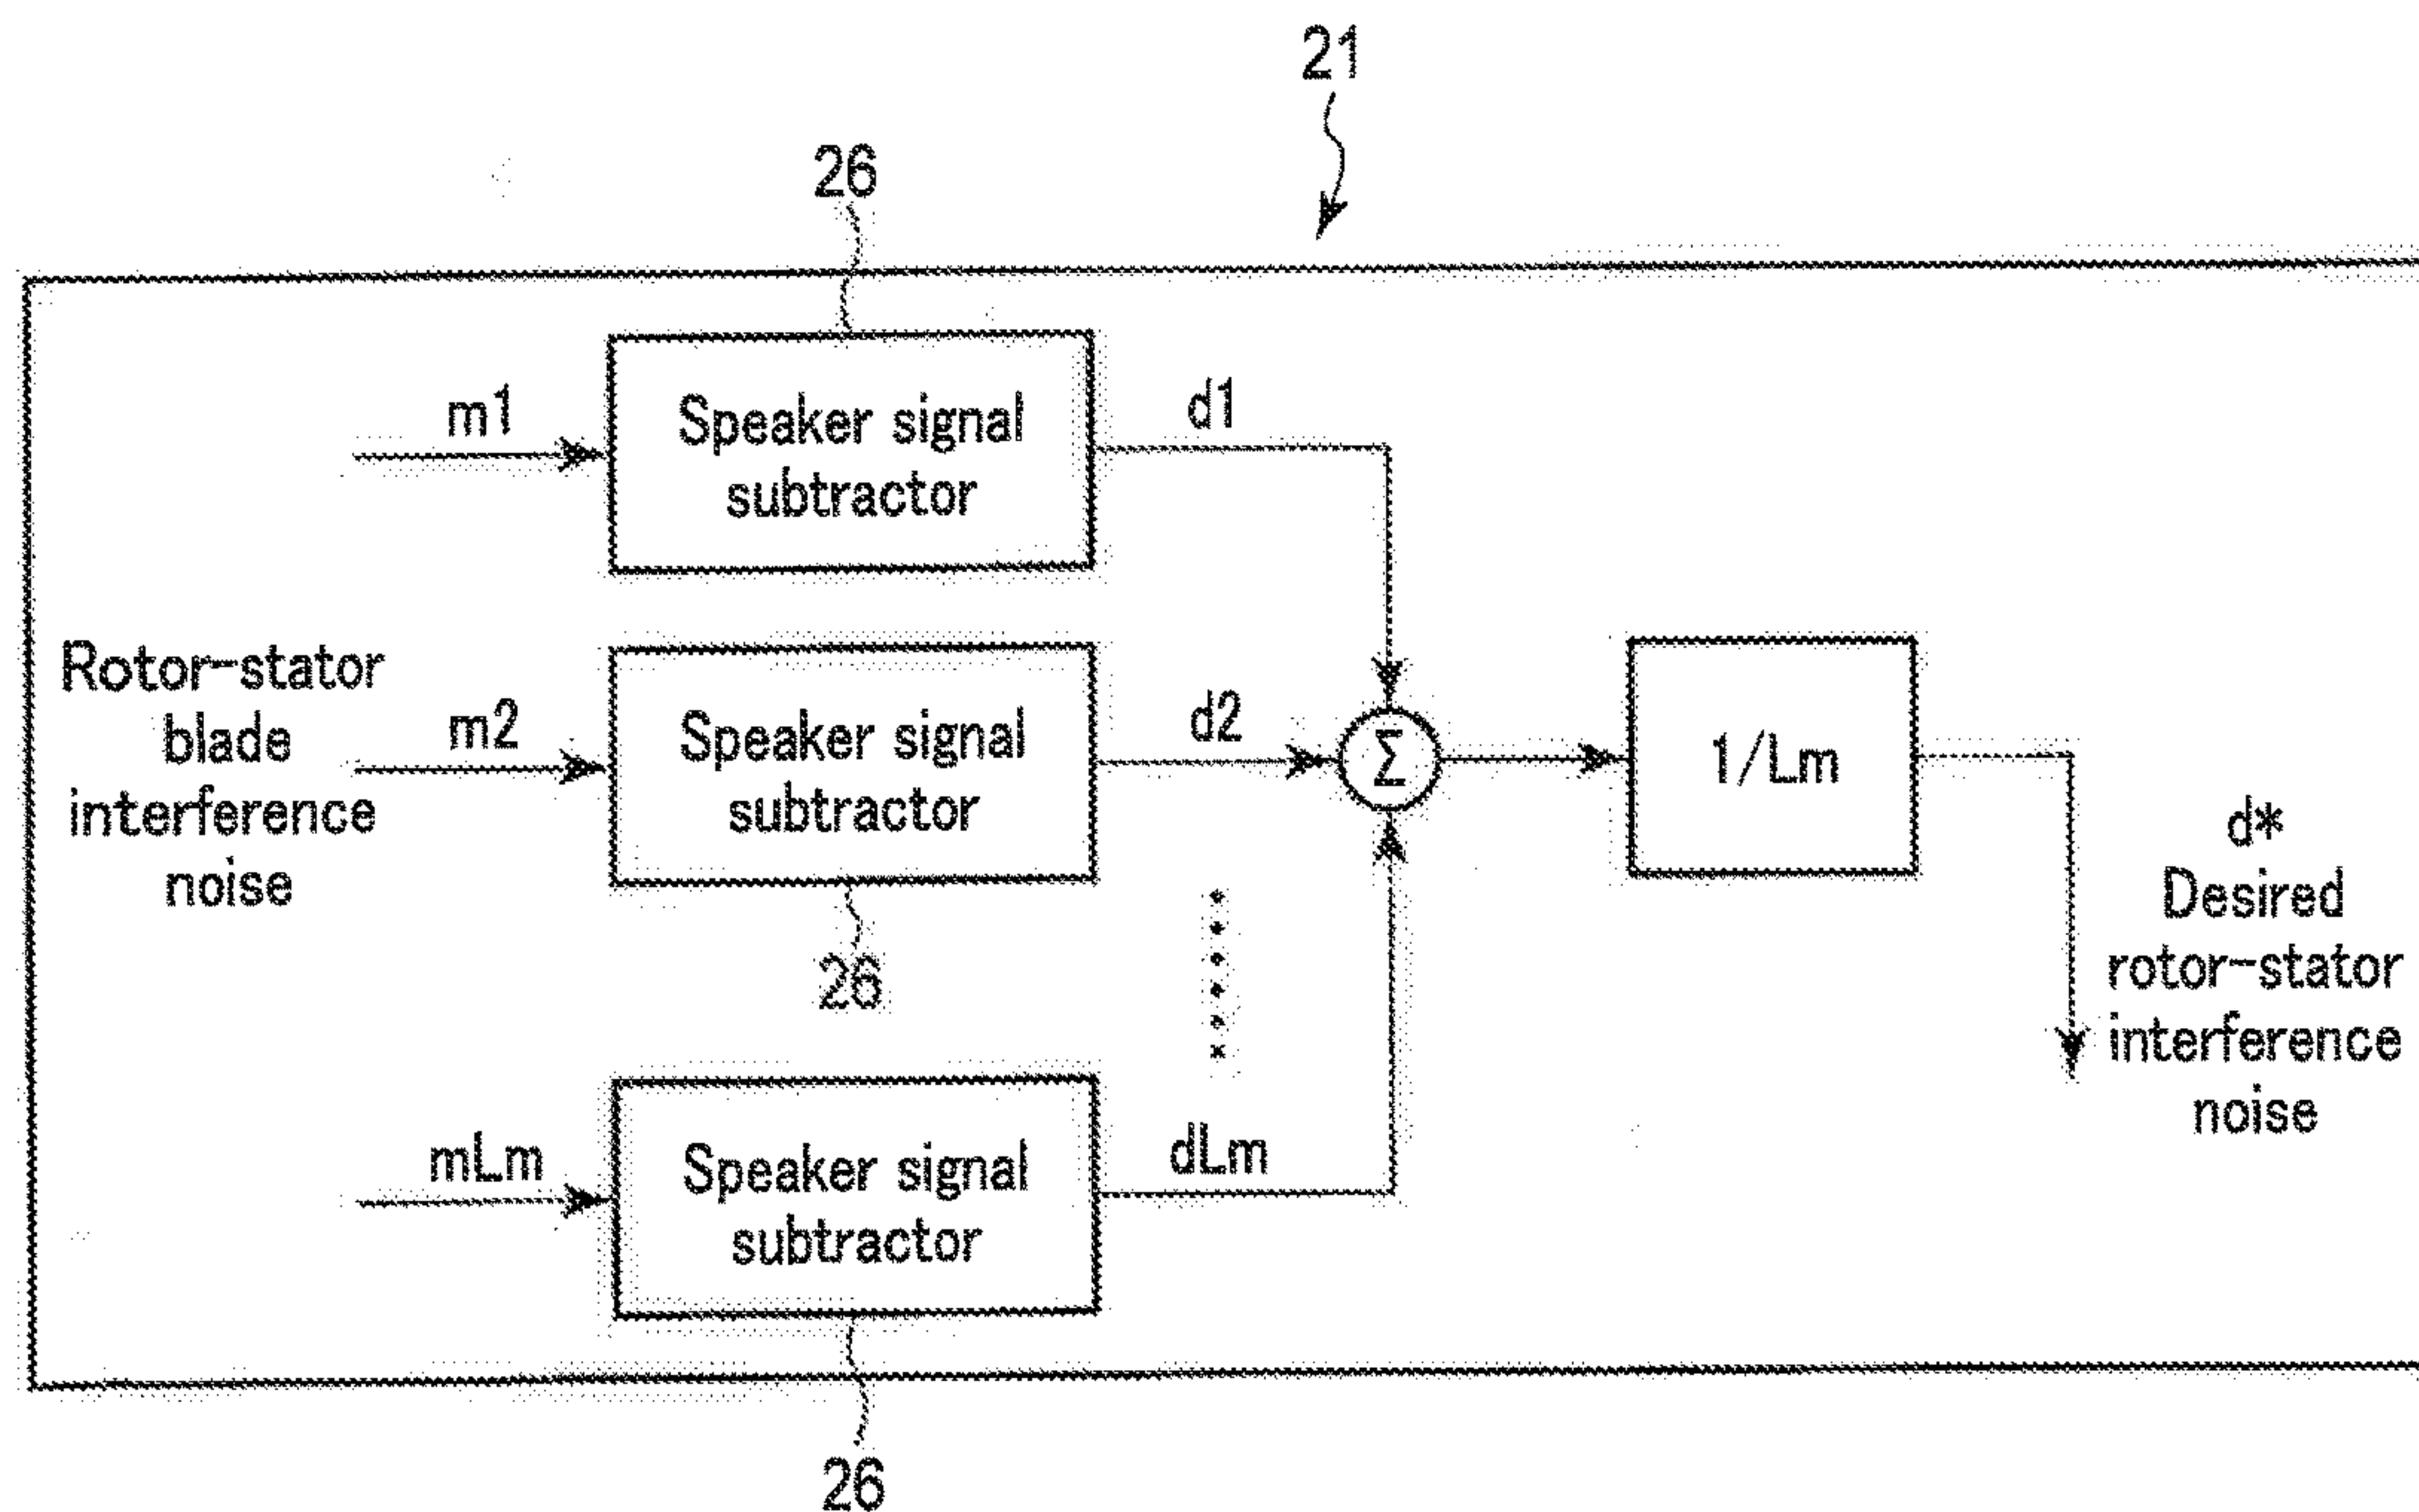 21
26
m1
Speaker signal
subtractor
d1
Rotor-stator
blade
interference
noise
m2
Speaker signal
subtractor
d2
Σ
1/Lm
26
d*
Desired
rotor-stator
interference
noise
mLm
Speaker signal
subtractor
dLm
26